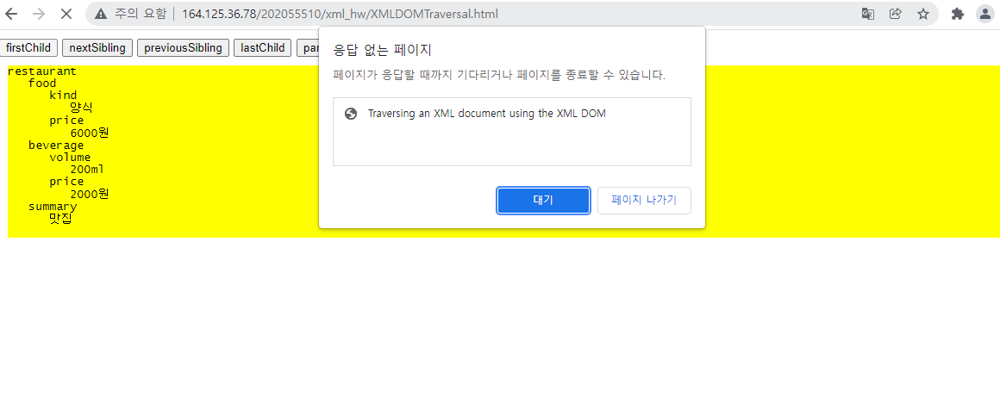 주의 요함 164.125.36.78/202055510/xml_hw/XMLDOMTraversal.html
firstChild nextSibling previousSibling lastChild
응답 없는 페이지
페이지가 응답할 때까지 기다리거나 페이지를 종료할 수 있습니다.
Traversing an XML document using the XML DOM
대기 페이지 나가기
restaurant
food
kind
양식
price
6000원
beverage
volume
200ml
price
2000원
summary
맛집